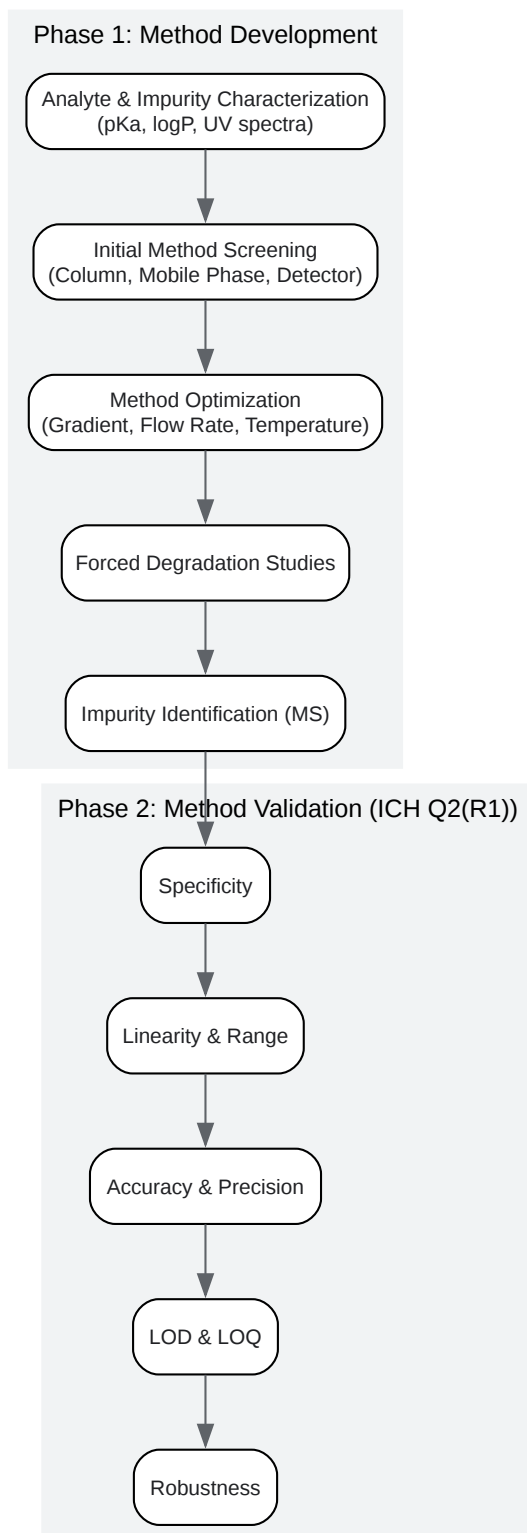 Phase 1: Method Development
Analyte & Impurity Characterization
(pKa, logP, UV spectra)
Initial Method Screening
(Column, Mobile Phase, Detector)
Method Optimization
(Gradient, Flow Rate, Temperature)
Forced Degradation Studies
Impurity Identification (MS)
Phase 2: Method Validation (ICH Q2(R1))
Specificity
Linearity & Range
Accuracy & Precision
LOD & LOQ
Robustness